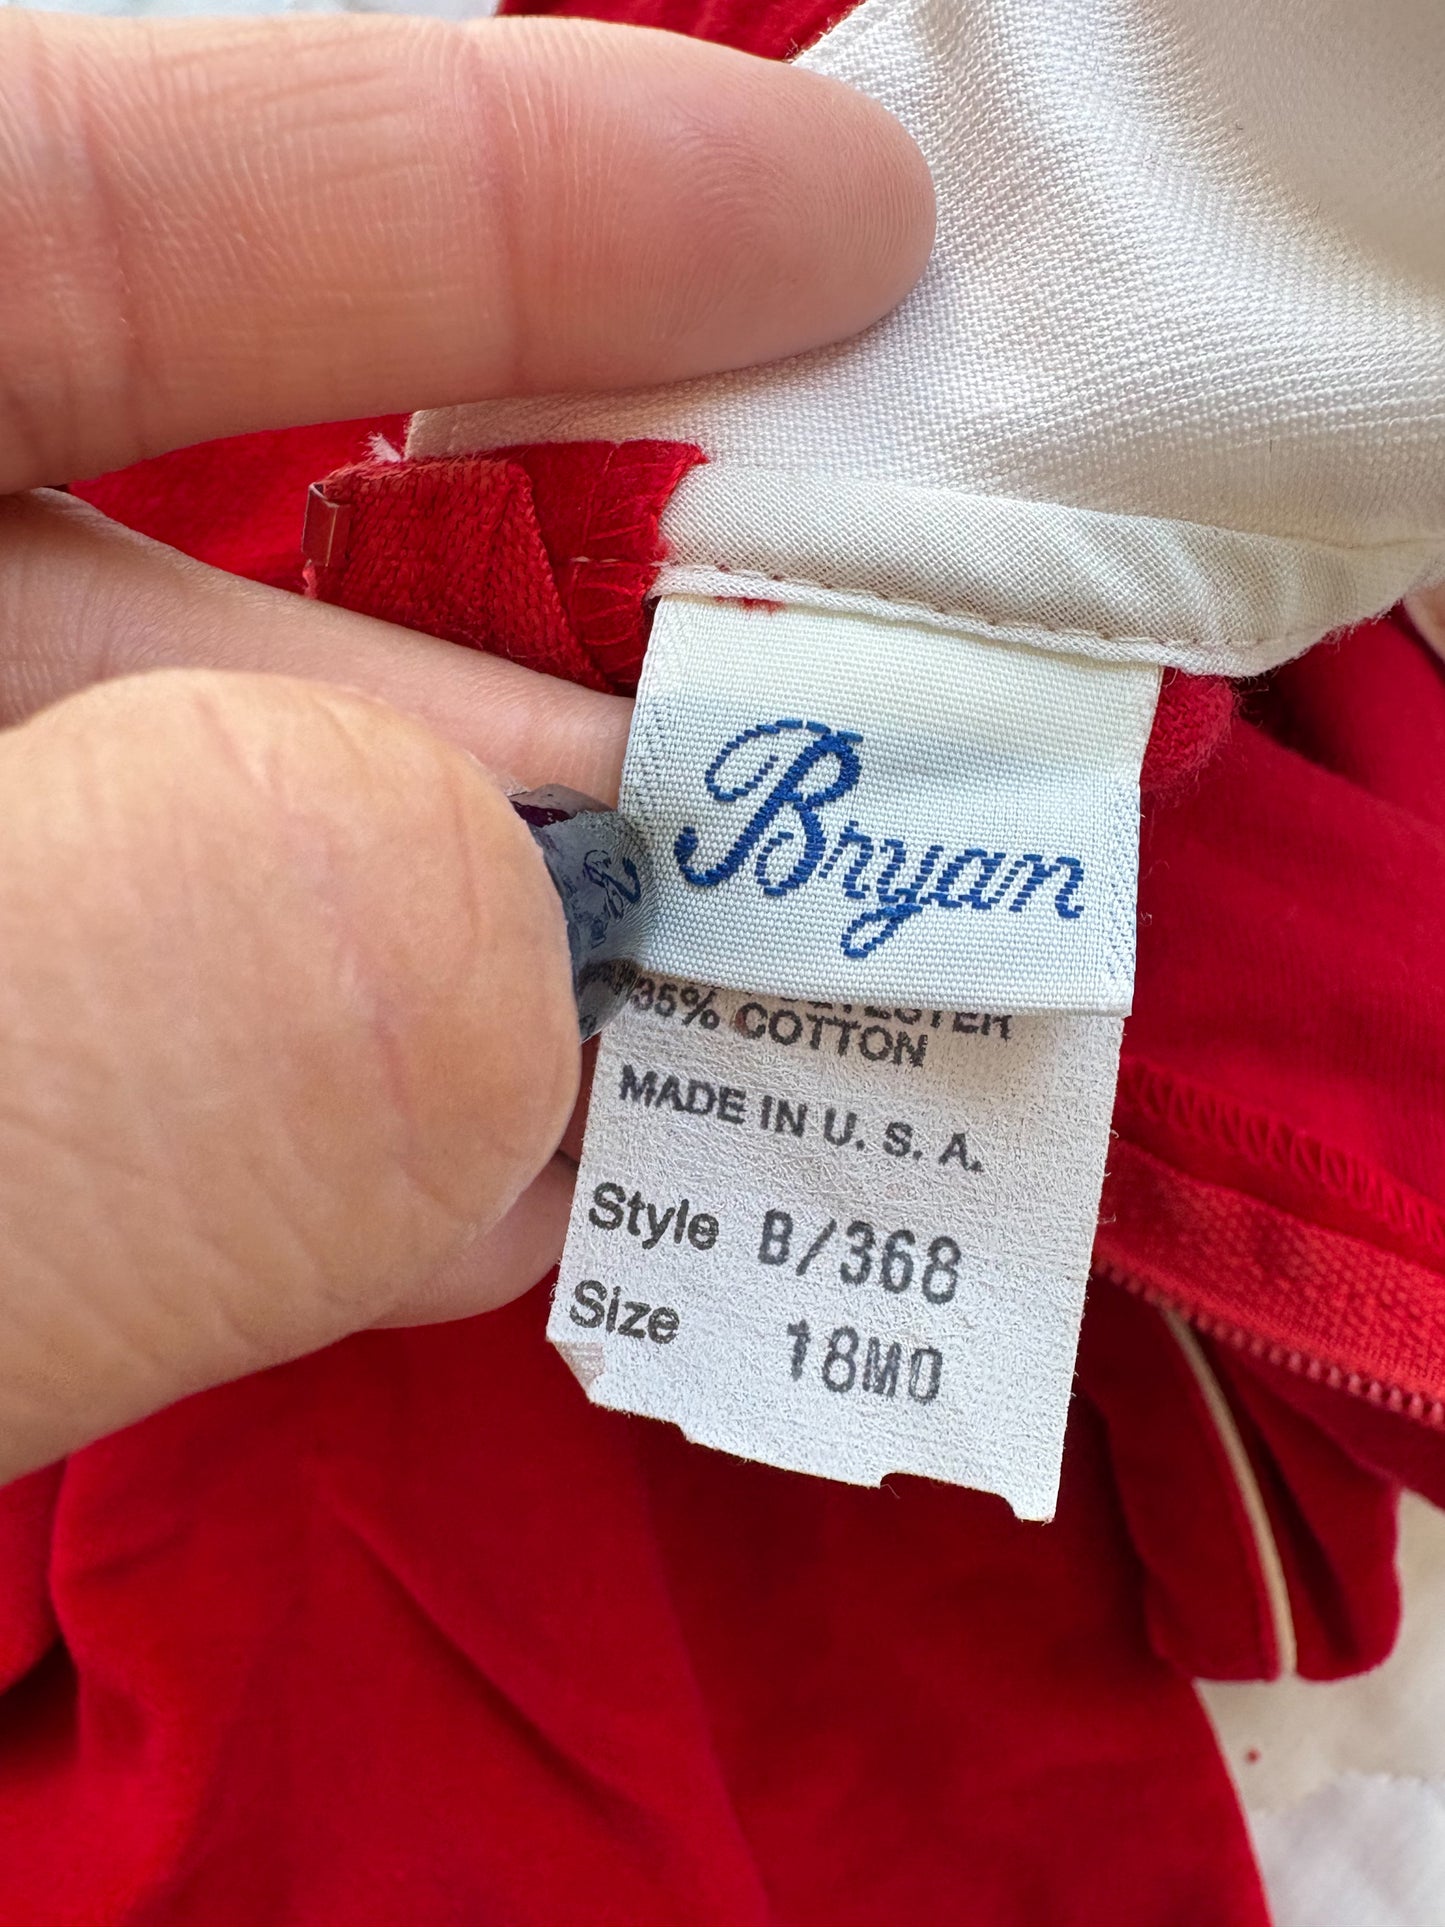 Bryan
35% COTTON
MADE IN U. S. A.
Style B/368
Size 18MO